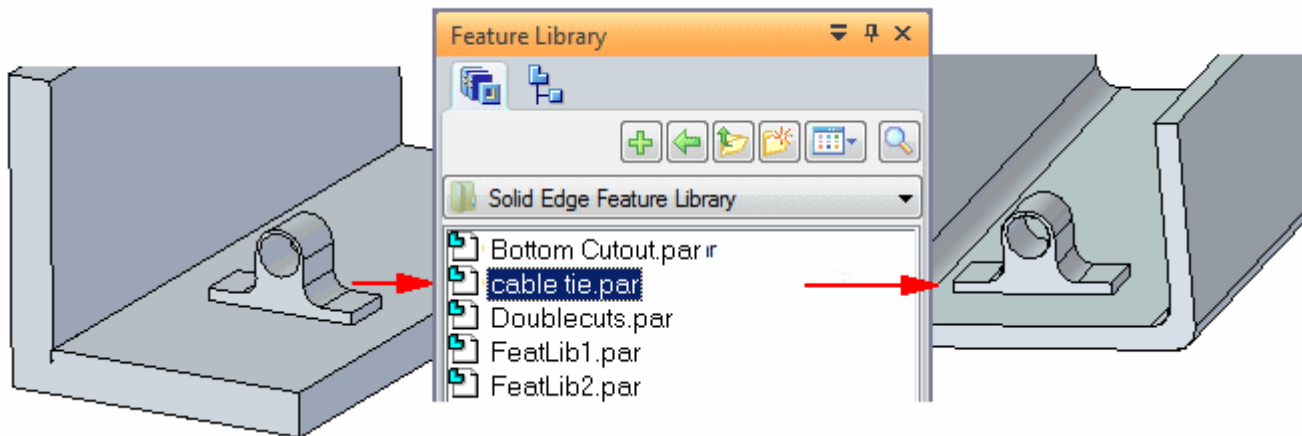 Feature Library
Solid Edge Feature Library
Bottom Cutout.par
cable tie.par
Doublecuts.par
FeatLib1.par
FeatLib2.par